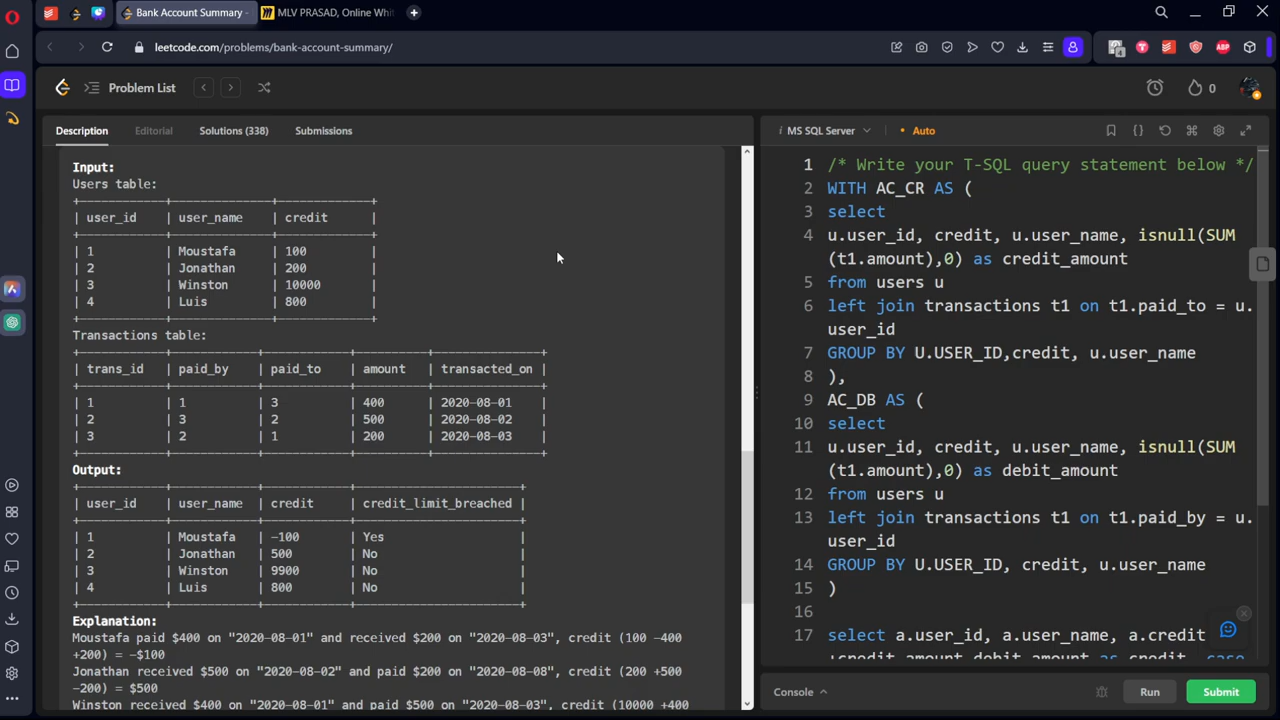 Bank Account Summary -
MLV PRASAD, Online Whit
leetcode.com/problems/bank-account-summary/
Problem List
0
Description
Editorial
Solutions (338)
Submissions
Input:
Users table:
+-----------+--------------+-------------+
| user_id | user_name | credit |
+-----------+--------------+-------------+
| 1 | Moustafa | 100 |
| 2 | Jonathan | 200 |
| 3 | Winston | 10000 |
| 4 | Luis | 800 |
+-----------+--------------+-------------+
Transactions table:
+-----------+-----------+-----------+---------+---------------+
| trans_id | paid_by | paid_to | amount | transacted_on |
+-----------+-----------+-----------+---------+---------------+
| 1 | 1 | 3 | 400 | 2020-08-01 |
| 2 | 3 | 2 | 500 | 2020-08-02 |
| 3 | 2 | 1 | 200 | 2020-08-03 |
+-----------+-----------+-----------+---------+---------------+
Output:
+-----------+-----------+-----------+-----------------------+
| user_id | user_name | credit | credit_limit_breached |
+-----------+-----------+-----------+-----------------------+
| 1 | Moustafa | -100 | Yes |
| 2 | Jonathan | 500 | No |
| 3 | Winston | 9900 | No |
| 4 | Luis | 800 | No |
+-----------+-----------+-----------+-----------------------+
Explanation:
Moustafa paid $400 on "2020-08-01" and received $200 on "2020-08-03", credit (100 -400
+200) = -$100
Jonathan received $500 on "2020-08-02" and paid $200 on "2020-08-08", credit (200 +500
-200) = $500
Winston received $400 on "2020-08-01" and paid $500 on "2020-08-03", credit (10000 +400
i MS SQL Server
Auto
1 /* Write your T-SQL query statement below */
2 WITH AC_CR AS (
3 select
4 u.user_id, credit, u.user_name, isnull(SUM
(t1.amount),0) as credit_amount
5 from users u
6 left join transactions t1 on t1.paid_to = u.
user_id
7 GROUP BY U.USER_ID,credit, u.user_name
8 ),
9 AC_DB AS (
10 select
11 u.user_id, credit, u.user_name, isnull(SUM
(t1.amount),0) as debit_amount
12 from users u
13 left join transactions t1 on t1.paid_by = u.
user_id
14 GROUP BY U.USER_ID, credit, u.user_name
15 )
16
17 select a.user_id, a.user_name, a.credit
+credit_amount-debit_amount as credit, case
Console
Run
Submit